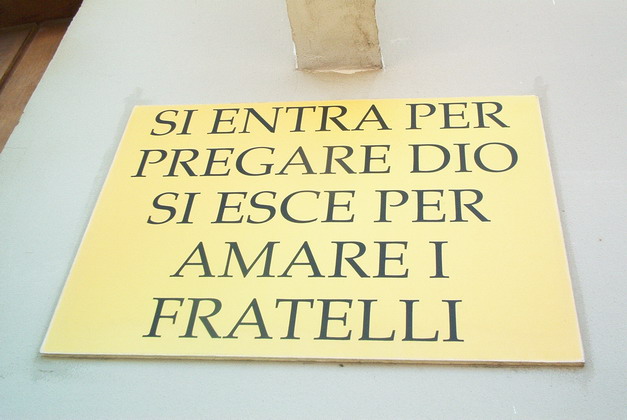 SI ENTRA PER
PREGARE DIO
SI ESCE PER
AMARE I
FRATELLI